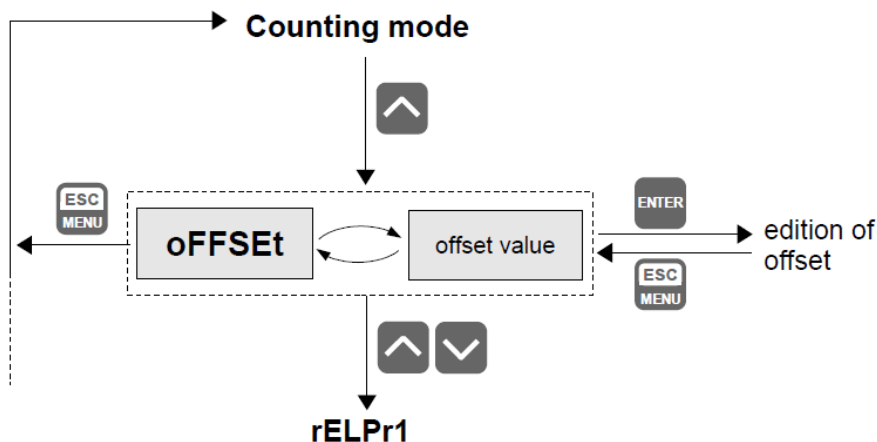 Counting mode
ESC
MENU
oFFSEt
offset value
ENTER
edition of
offset
ESC
MENU
rELPr1